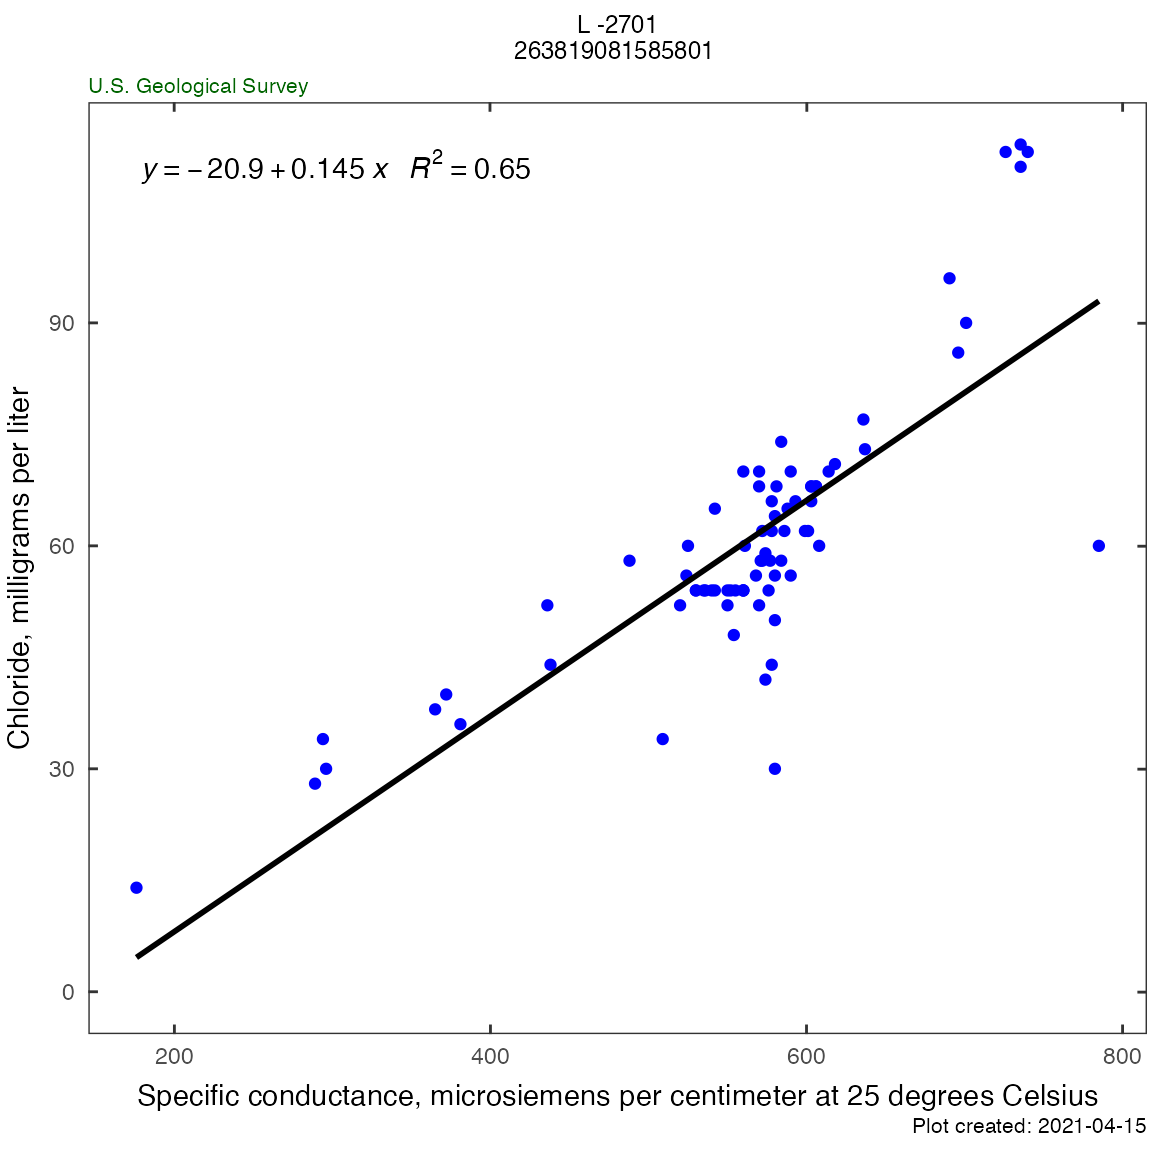 L -2701
263819081585801
U.S. Geological Survey
y = − 20.9 + 0.145 x R² = 0.65
90
60
30
0
Chloride, milligrams per liter
200 400 600 800
Specific conductance, microsiemens per centimeter at 25 degrees Celsius
Plot created: 2021-04-15